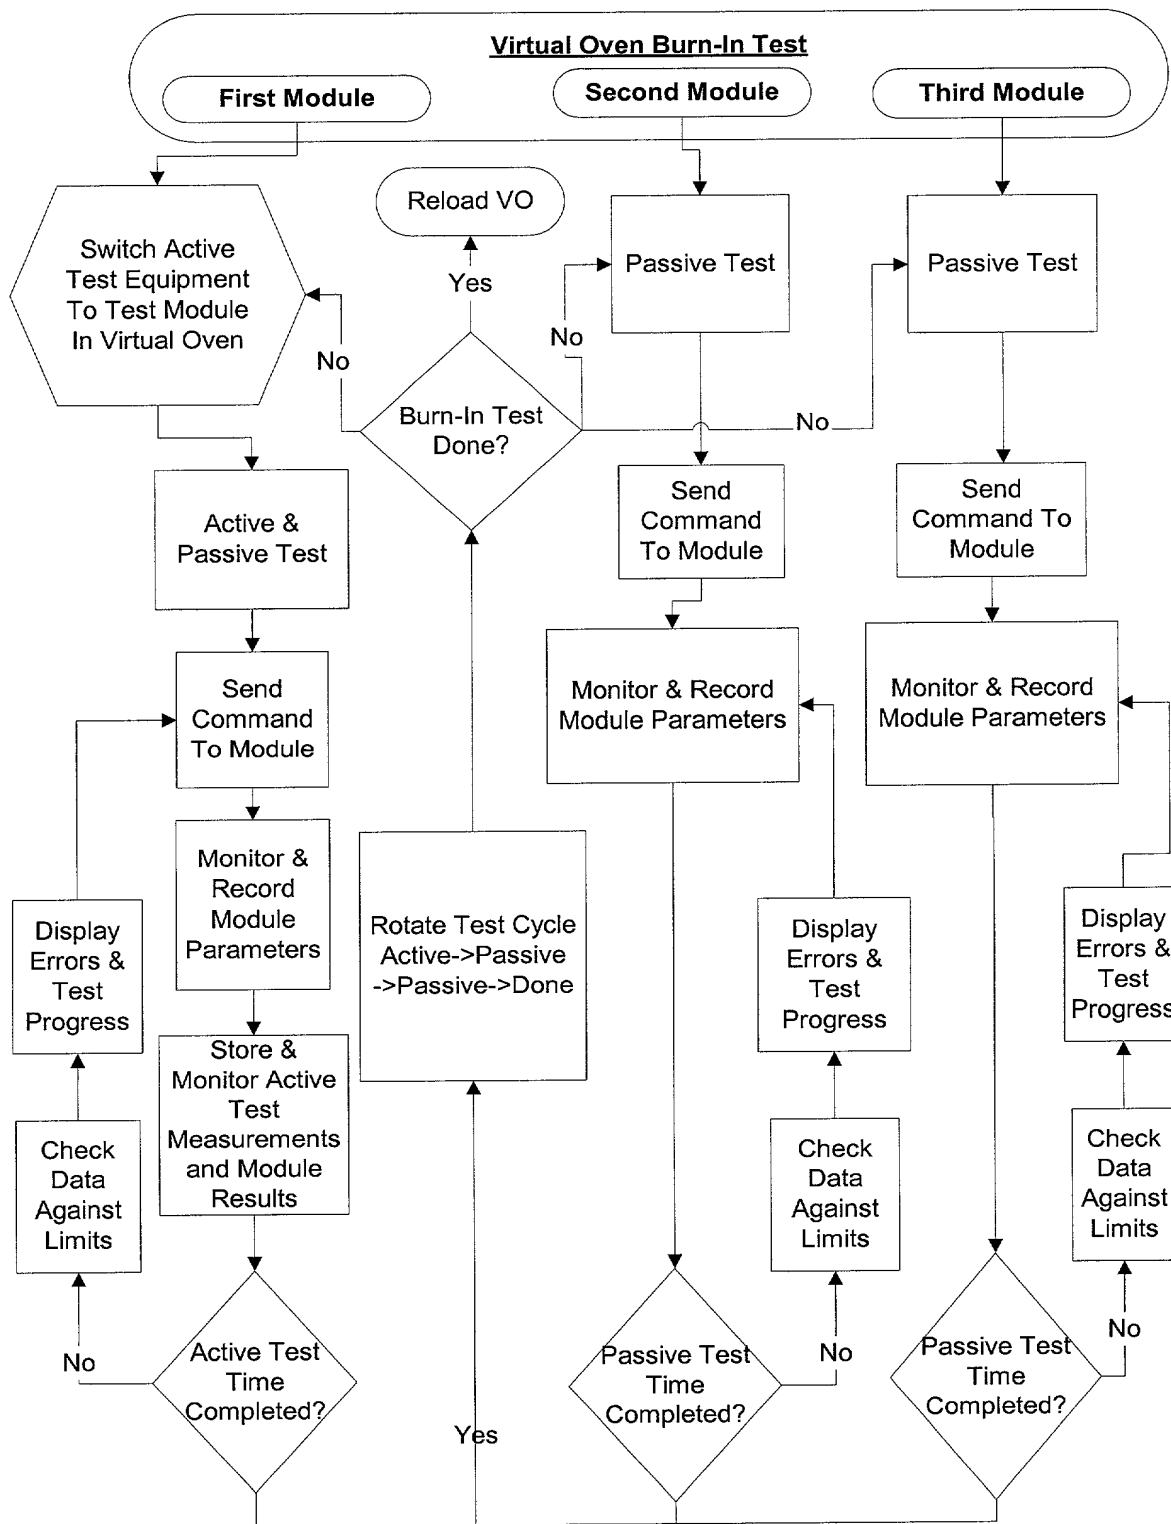 Virtual Oven Burn-In Test
First Module
Second Module
Third Module
Reload VO
Switch Active
Test Equipment
To Test Module
In Virtual Oven
Passive Test
Passive Test
Yes
No
No
No
Burn-In Test
Done?
Active &
Passive Test
Send
Command
To Module
Send
Command To
Module
Send
Command
To Module
Monitor & Record
Module Parameters
Monitor & Record
Module Parameters
Monitor &
Record
Module
Parameters
Rotate Test Cycle
Active->Passive
->Passive->Done
Display
Errors &
Test
Progress
Display
Errors &
Test
Progress
Display
Errors &
Test
Progress
Store &
Monitor Active
Test
Measurements
and Module
Results
Check
Data
Against
Limits
Check
Data
Against
Limits
Check
Data
Against
Limits
No
Active Test
Time
Completed?
Passive Test
Time
Completed?
No
Passive Test
Time
Completed?
No
Yes